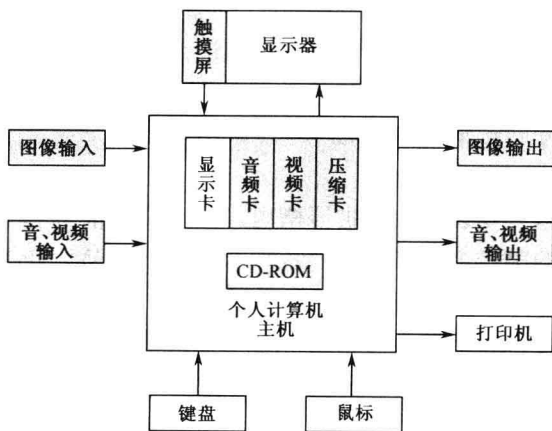 触摸屏
显示器
图像输入
显示卡
音频卡
视频卡
压缩卡
图像输出
音、视频
输入
音、视频
输出
CD-ROM
个人计算机
主机
打印机
键盘
鼠标